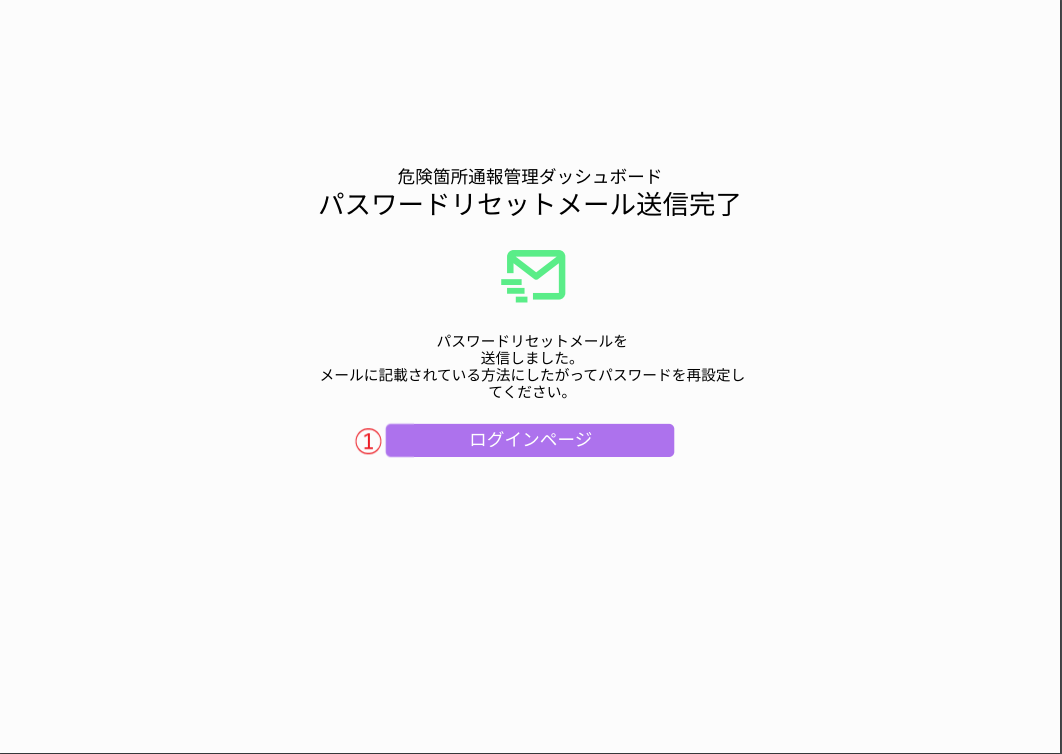 危険箇所通報管理ダッシュボード
パスワードリセットメール送信完了
パスワードリセットメールを
送信しました。
メールに記載されている方法にしたがってパスワードを再設定し
てください。
① ログインページ